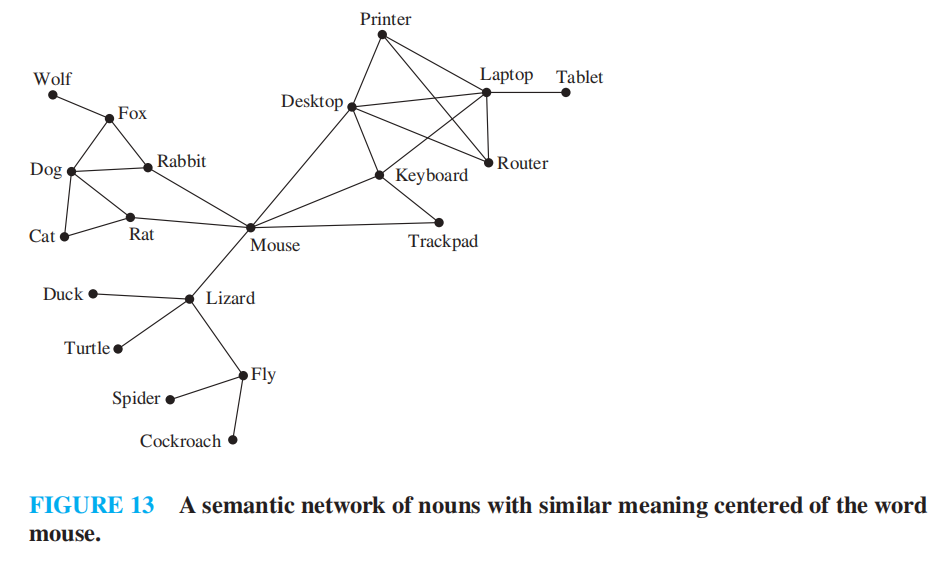 Printer
Wolf
Laptop
Tablet
Desktop
Fox
Rabbit
Dog
Router
Keyboard
Cat
Rat
Mouse
Trackpad
Duck
Lizard
Turtle
Fly
Spider
Cockroach
FIGURE 13 A semantic network of nouns with similar meaning centered of the word
mouse.